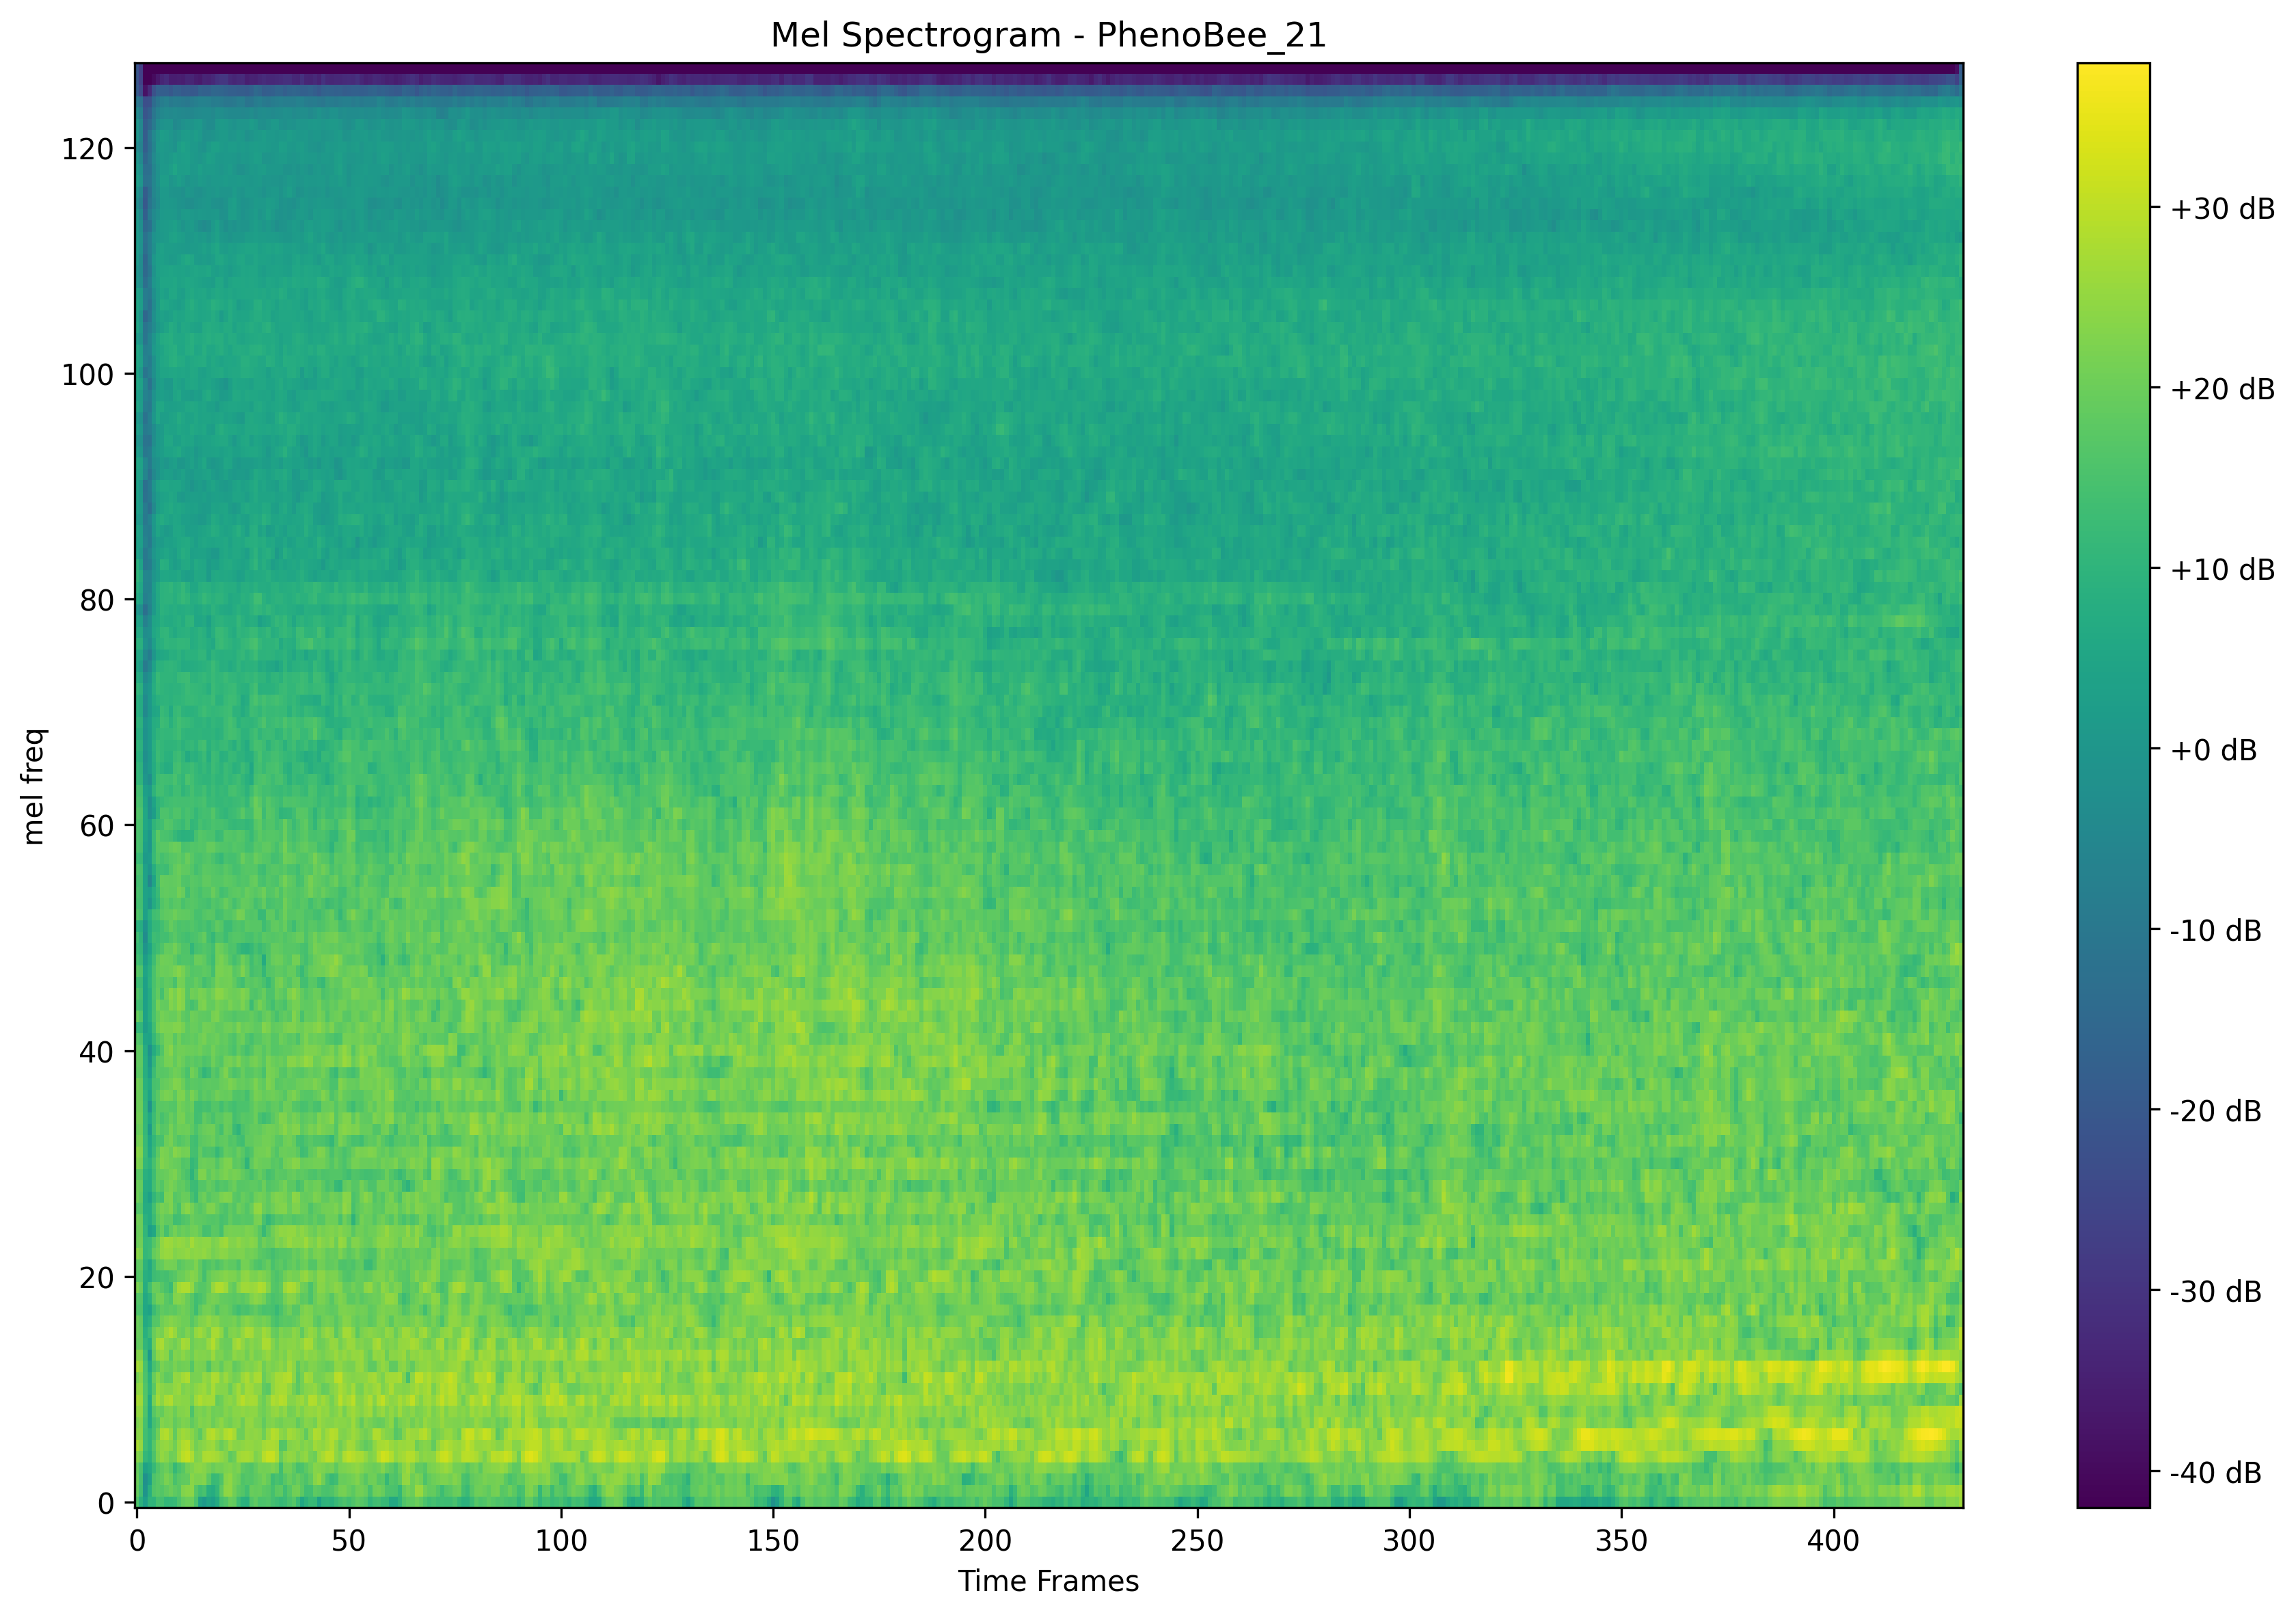 Mel Spectrogram - PhenoBee_21
mel freq
120
100
80
60
40
20
0
0 50 100 150 200 250 300 350 400
Time Frames
+30 dB
+20 dB
+10 dB
+0 dB
-10 dB
-20 dB
-30 dB
-40 dB